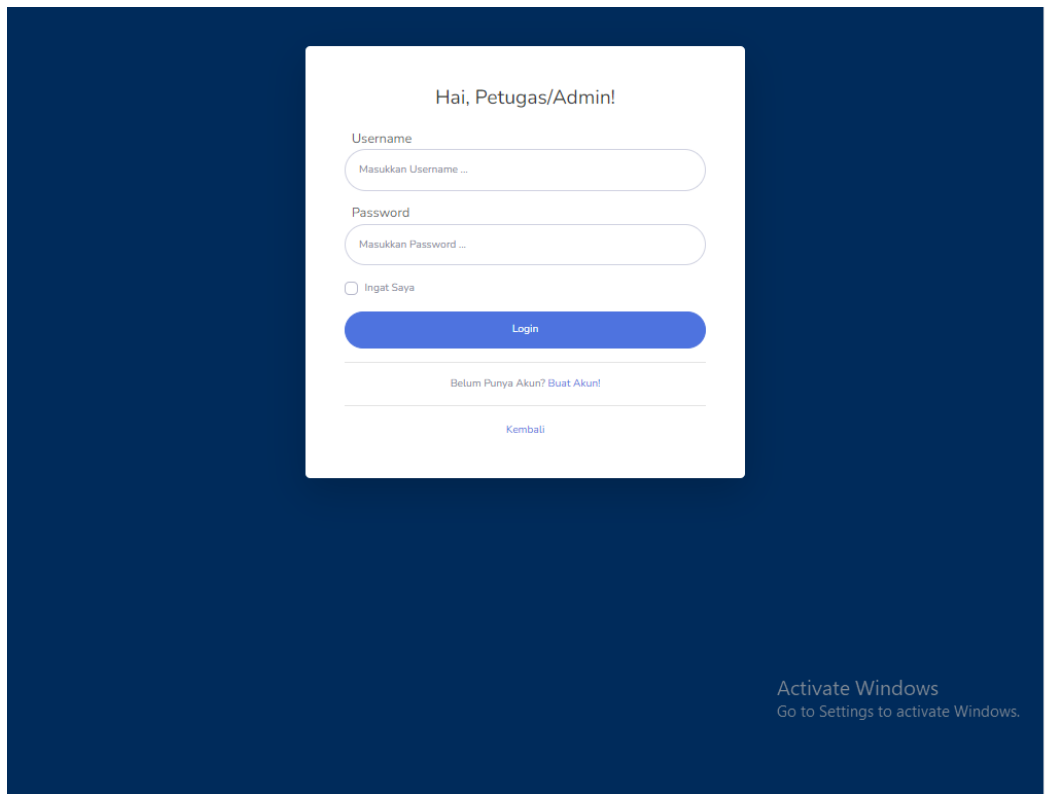 Hai, Petugas/Admin!
Username
Masukkan Username ...
Password
Masukkan Password ...
Ingat Saya
Login
Belum Punya Akun? Buat Akun!
Kembali
Activate Windows
Go to Settings to activate Windows.